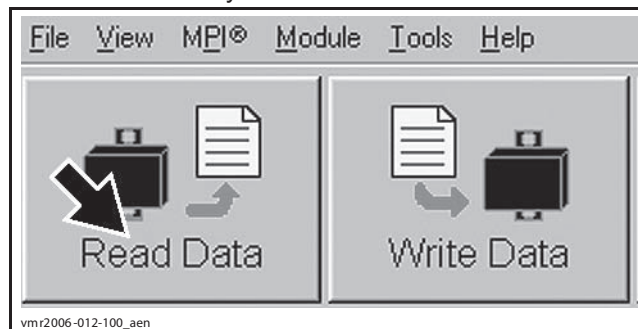 File View MPI® Module Tools Help
Read Data Write Data
vmr2006-012-100_aen